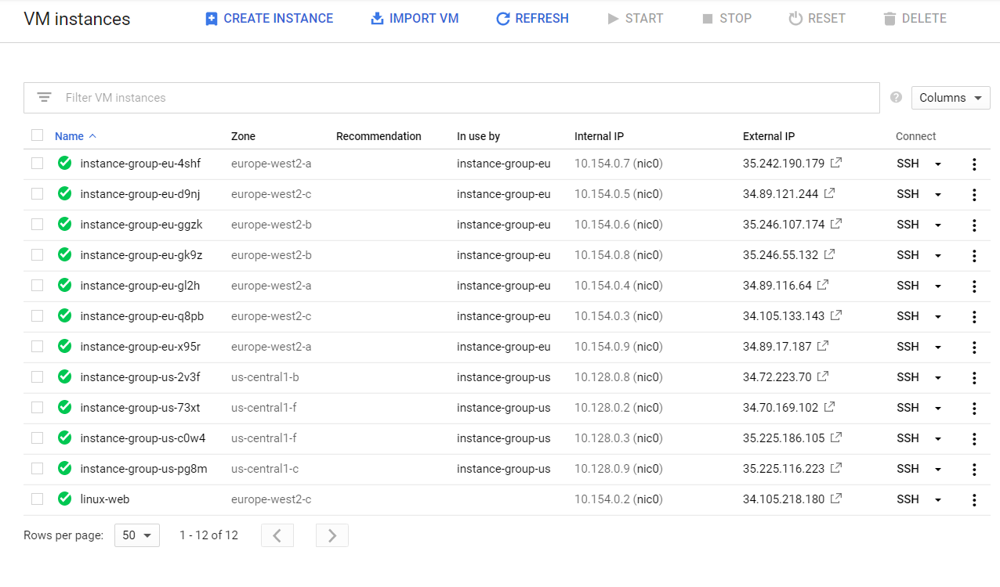 VM instances CREATE INSTANCE IMPORT VM REFRESH START STOP RESET DELETE
Filter VM instances ? Columns
Name Zone Recommendation In use by Internal IP External IP Connect
instance-group-eu-4shf europe-west2-a instance-group-eu 10.154.0.7 (nic0) 35.242.190.179 SSH
instance-group-eu-d9nj europe-west2-c instance-group-eu 10.154.0.5 (nic0) 34.89.121.244 SSH
instance-group-eu-ggzk europe-west2-b instance-group-eu 10.154.0.6 (nic0) 35.246.107.174 SSH
instance-group-eu-gk9z europe-west2-b instance-group-eu 10.154.0.8 (nic0) 35.246.55.132 SSH
instance-group-eu-gl2h europe-west2-a instance-group-eu 10.154.0.4 (nic0) 34.89.116.64 SSH
instance-group-eu-q8pb europe-west2-c instance-group-eu 10.154.0.3 (nic0) 34.105.133.143 SSH
instance-group-eu-x95r europe-west2-a instance-group-eu 10.154.0.9 (nic0) 34.89.17.187 SSH
instance-group-us-2v3f us-central1-b instance-group-us 10.128.0.8 (nic0) 34.72.223.70 SSH
instance-group-us-73xt us-central1-f instance-group-us 10.128.0.2 (nic0) 34.70.169.102 SSH
instance-group-us-c0w4 us-central1-f instance-group-us 10.128.0.3 (nic0) 35.225.186.105 SSH
instance-group-us-pg8m us-central1-c instance-group-us 10.128.0.9 (nic0) 35.225.116.223 SSH
linux-web europe-west2-c 10.154.0.2 (nic0) 34.105.218.180 SSH
Rows per page: 50 1 - 12 of 12